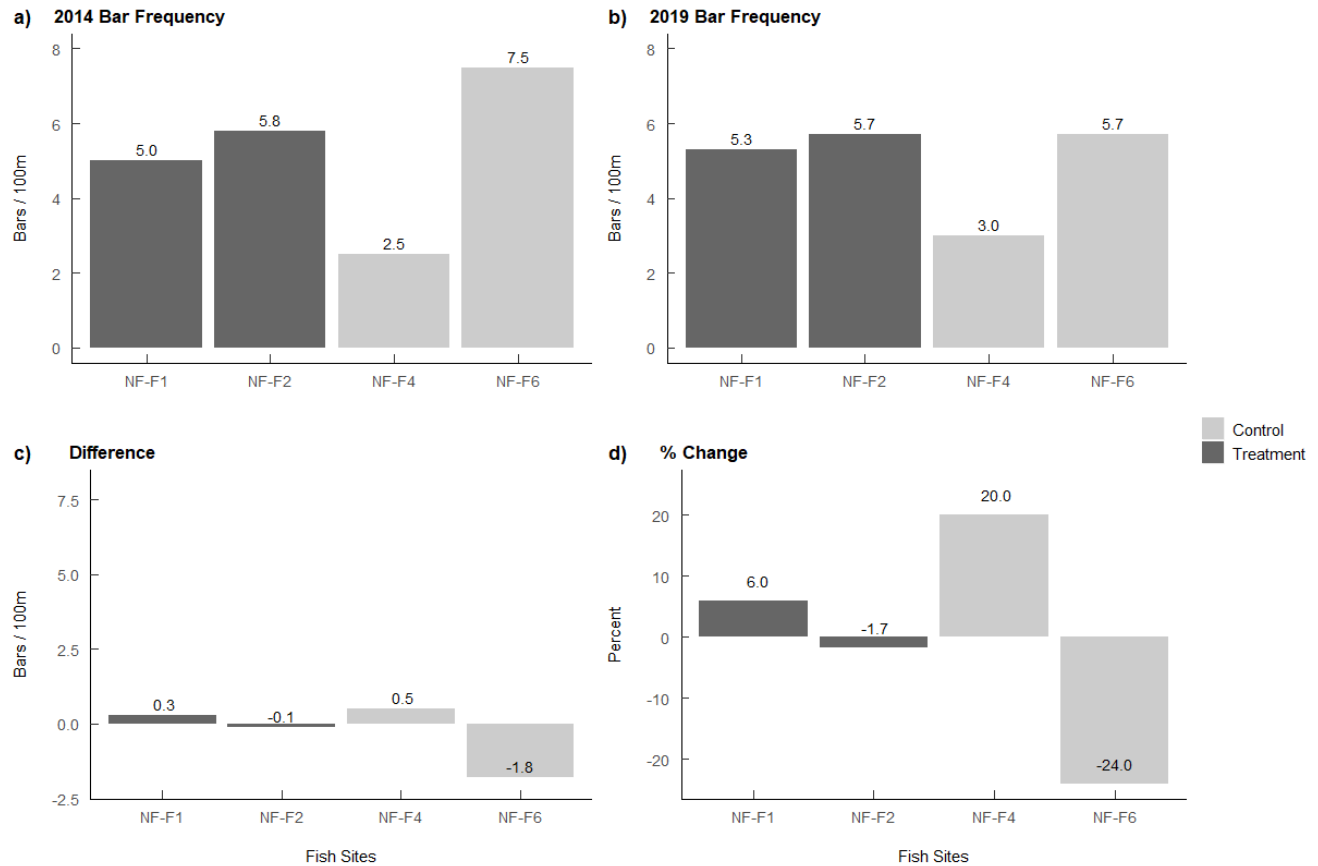 a) 2014 Bar Frequency
8
6
4
2
0
Bars / 100m
5.0
5.8
2.5
7.5
NF-F1 NF-F2 NF-F4 NF-F6
b) 2019 Bar Frequency
8
6
4
2
0
Bars / 100m
5.3
5.7
3.0
5.7
NF-F1 NF-F2 NF-F4 NF-F6
c) Difference
7.5
5.0
2.5
0.0
-2.5
Bars / 100m
0.3
-0.1
0.5
-1.8
NF-F1 NF-F2 NF-F4 NF-F6
Fish Sites
d) % Change
20
10
0
-10
-20
Percent
6.0
-1.7
20.0
-24.0
NF-F1 NF-F2 NF-F4 NF-F6
Fish Sites
Control
Treatment